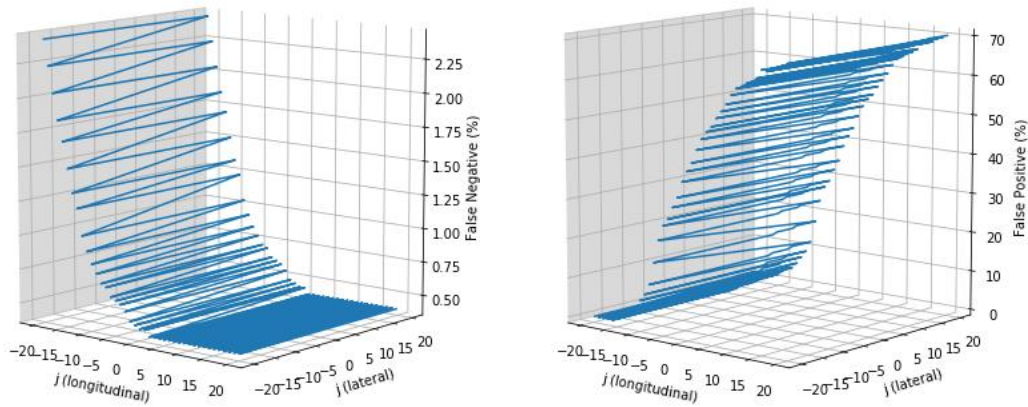 2.25
2.00
1.75
1.50
1.25
1.00
0.75
0.50
False Negative (%)
−20 −15 −10 −5 0 5 10 15 20
j (longitudinal)
−20 −15 −10 −5 0 5 10 15 20
j (lateral)
70
60
50
40
30
20
10
0
False Positive (%)
−20 −15 −10 −5 0 5 10 15 20
j (longitudinal)
−20 −15 −10 −5 0 5 10 15 20
j (lateral)